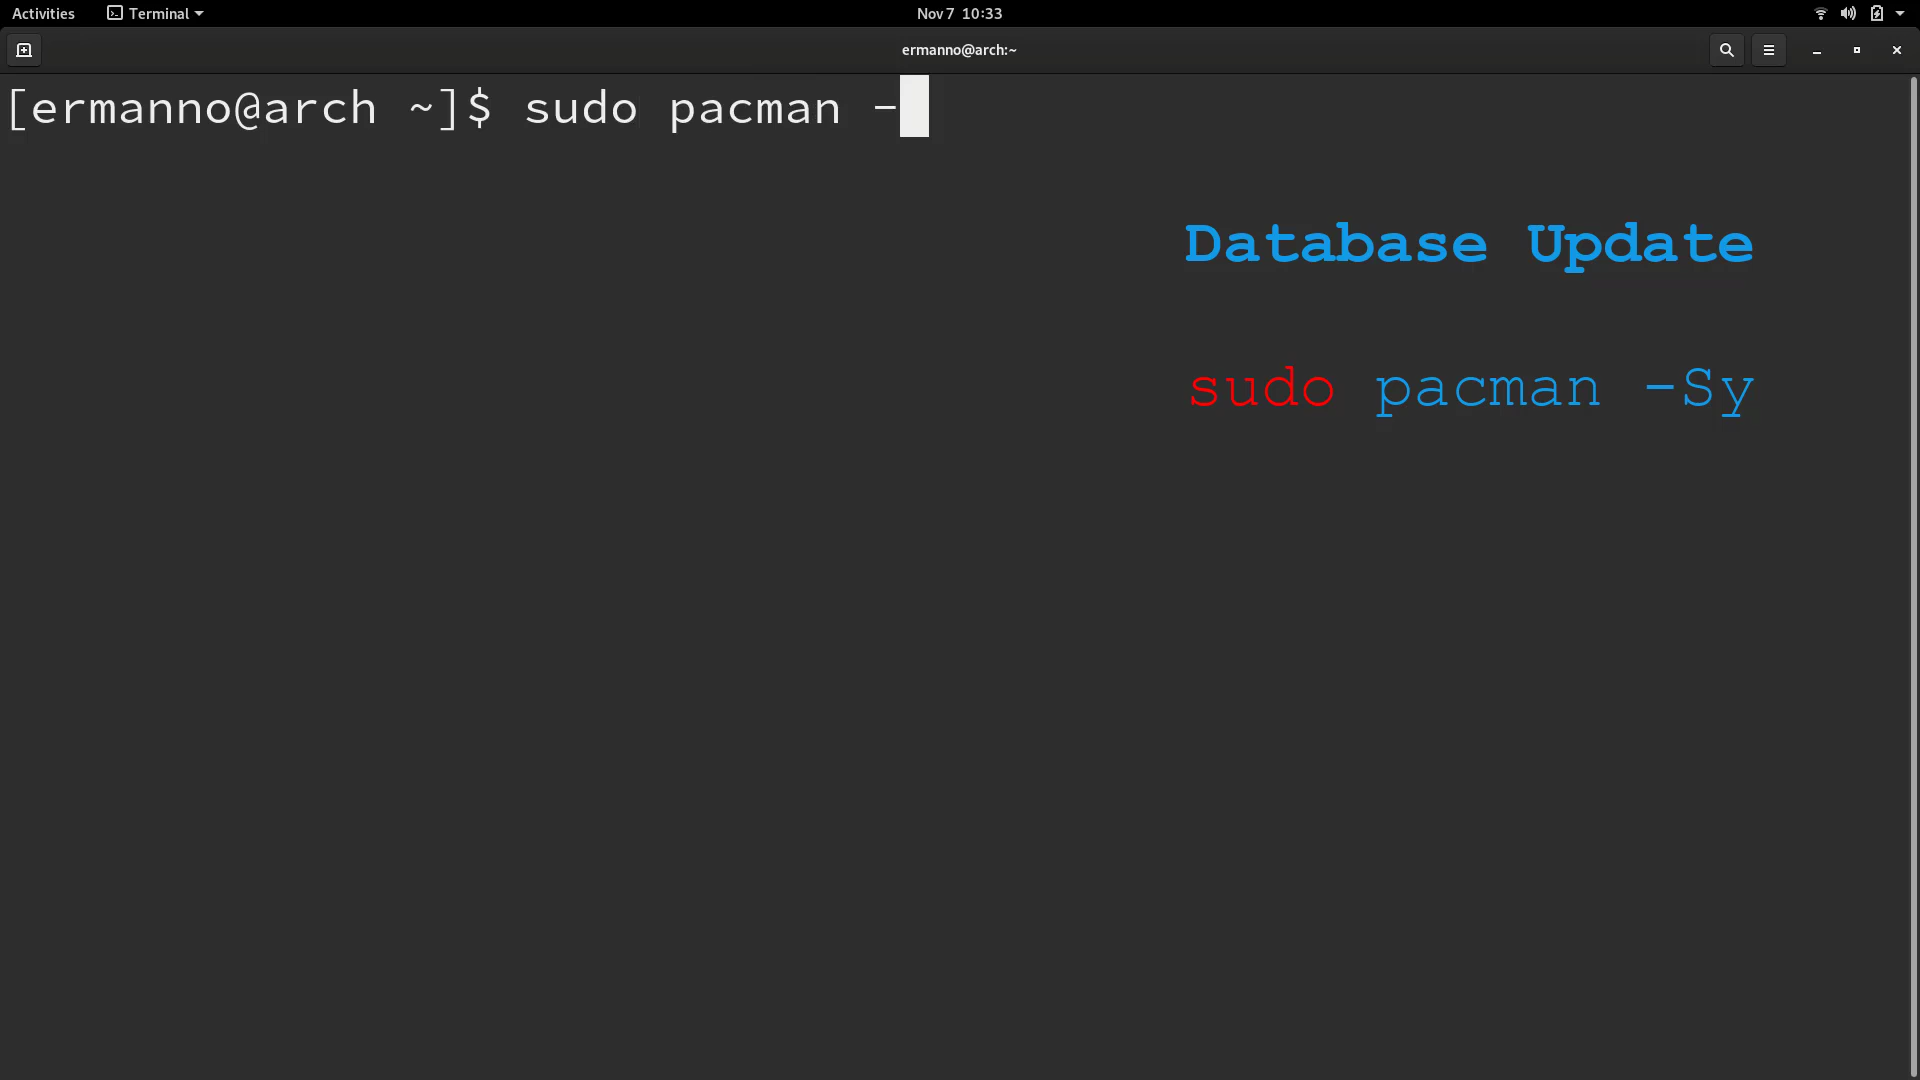 Activities Terminal Nov 7 10:33
ermanno@arch:~
[ermanno@arch ~]$ sudo pacman -
Database Update
sudo pacman -Sy